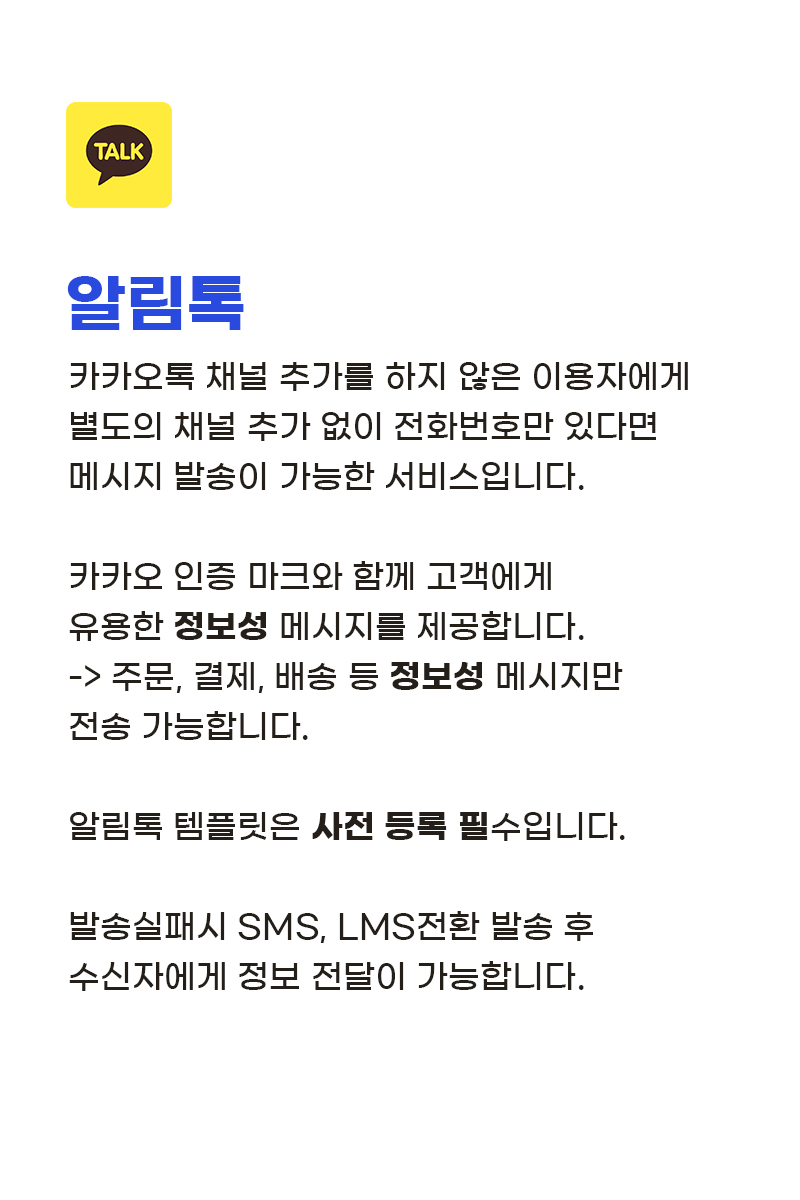 TALK
알림톡
카카오톡 채널 추가를 하지 않은 이용자에게
별도의 채널 추가 없이 전화번호만 있다면
메시지 발송이 가능한 서비스입니다.
카카오 인증 마크와 함께 고객에게
유용한 정보성 메시지를 제공합니다.
-> 주문, 결제, 배송 등 정보성 메시지만
전송 가능합니다.
알림톡 템플릿은 사전 등록 필수입니다.
발송실패시 SMS, LMS전환 발송 후
수신자에게 정보 전달이 가능합니다.